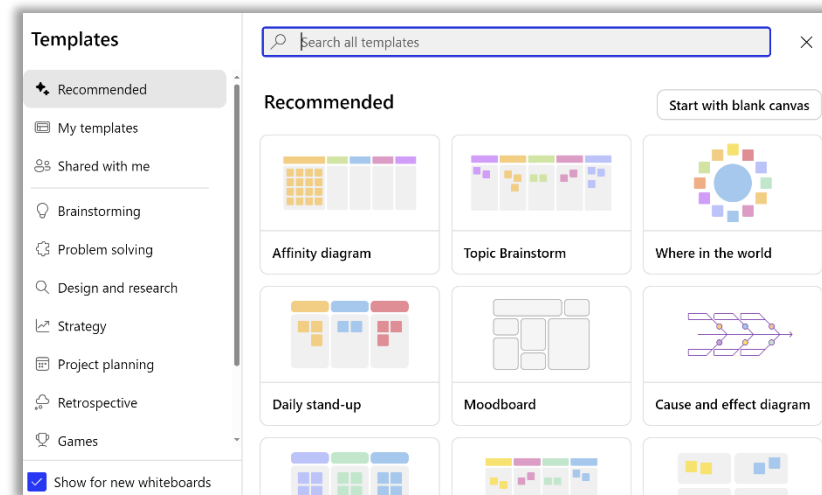 Templates
Search all templates
Recommended
My templates
Shared with me
Brainstorming
Problem solving
Design and research
Strategy
Project planning
Retrospective
Games
Show for new whiteboards
Recommended
Start with blank canvas
Affinity diagram
Topic Brainstorm
Where in the world
Daily stand-up
Moodboard
Cause and effect diagram